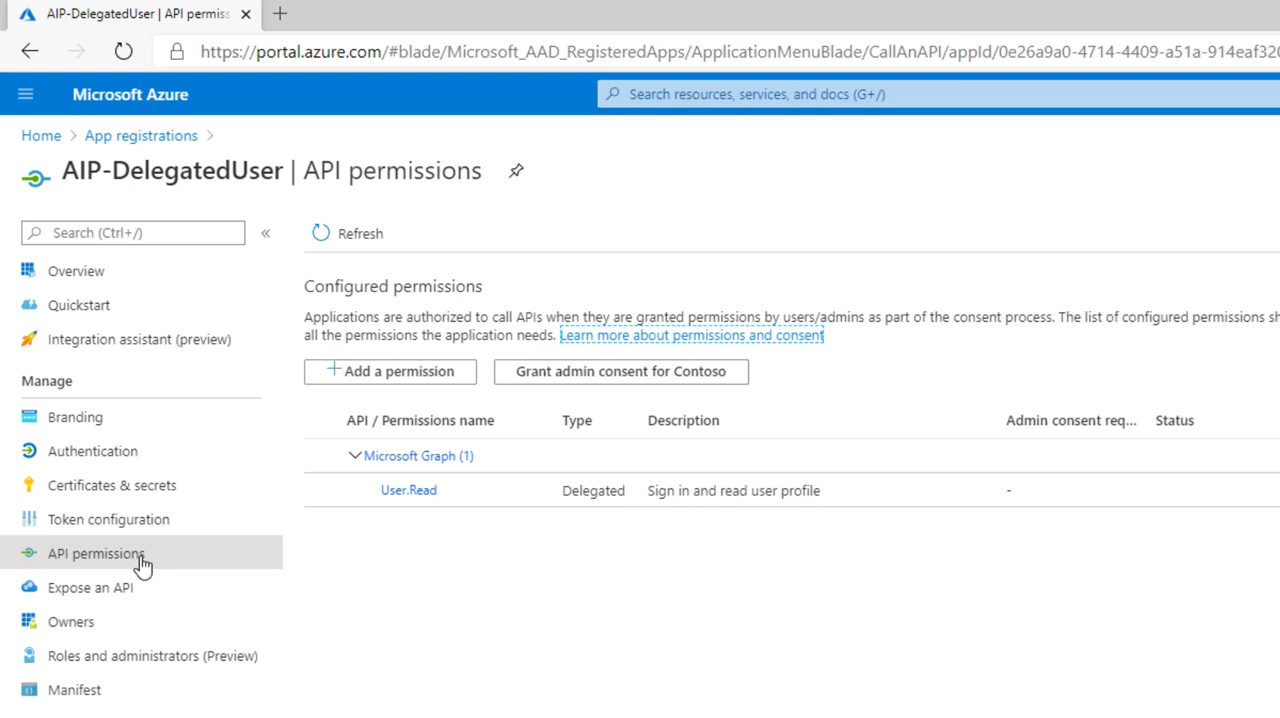 AIP-DelegatedUser | API permiss
https://portal.azure.com/#blade/Microsoft_AAD_RegisteredApps/ApplicationMenuBlade/CallAnAPI/appId/0e26a9a0-4714-4409-a51a-914eaf320
Microsoft Azure
Search resources, services, and docs (G+/)
Home > App registrations >
AIP-DelegatedUser | API permissions
Search (Ctrl+/)
«
Refresh
Overview
Quickstart
Integration assistant (preview)
Manage
Branding
Authentication
Certificates & secrets
Token configuration
API permissions
Expose an API
Owners
Roles and administrators (Preview)
Manifest
Configured permissions
Applications are authorized to call APIs when they are granted permissions by users/admins as part of the consent process. The list of configured permissions sh
all the permissions the application needs. Learn more about permissions and consent
+ Add a permission
Grant admin consent for Contoso
API / Permissions name Type Description Admin consent req... Status
Microsoft Graph (1)
User.Read Delegated Sign in and read user profile -